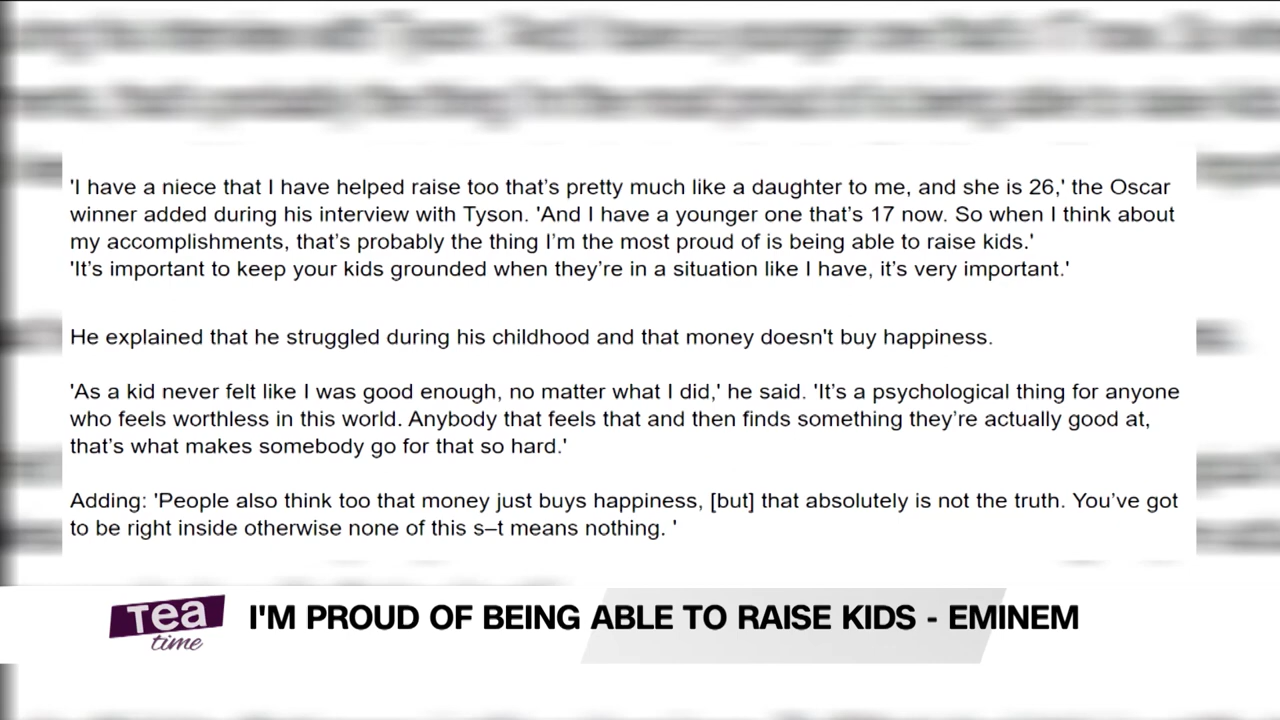 'I have a niece that I have helped raise too that’s pretty much like a daughter to me, and she is 26,' the Oscar
winner added during his interview with Tyson. 'And I have a younger one that’s 17 now. So when I think about
my accomplishments, that’s probably the thing I’m the most proud of is being able to raise kids.'
'It’s important to keep your kids grounded when they’re in a situation like I have, it’s very important.'
He explained that he struggled during his childhood and that money doesn't buy happiness.
'As a kid never felt like I was good enough, no matter what I did,' he said. 'It’s a psychological thing for anyone
who feels worthless in this world. Anybody that feels that and then finds something they’re actually good at,
that’s what makes somebody go for that so hard.'
Adding: 'People also think too that money just buys happiness, [but] that absolutely is not the truth. You’ve got
to be right inside otherwise none of this s–t means nothing. '
Tea
time
I'M PROUD OF BEING ABLE TO RAISE KIDS - EMINEM